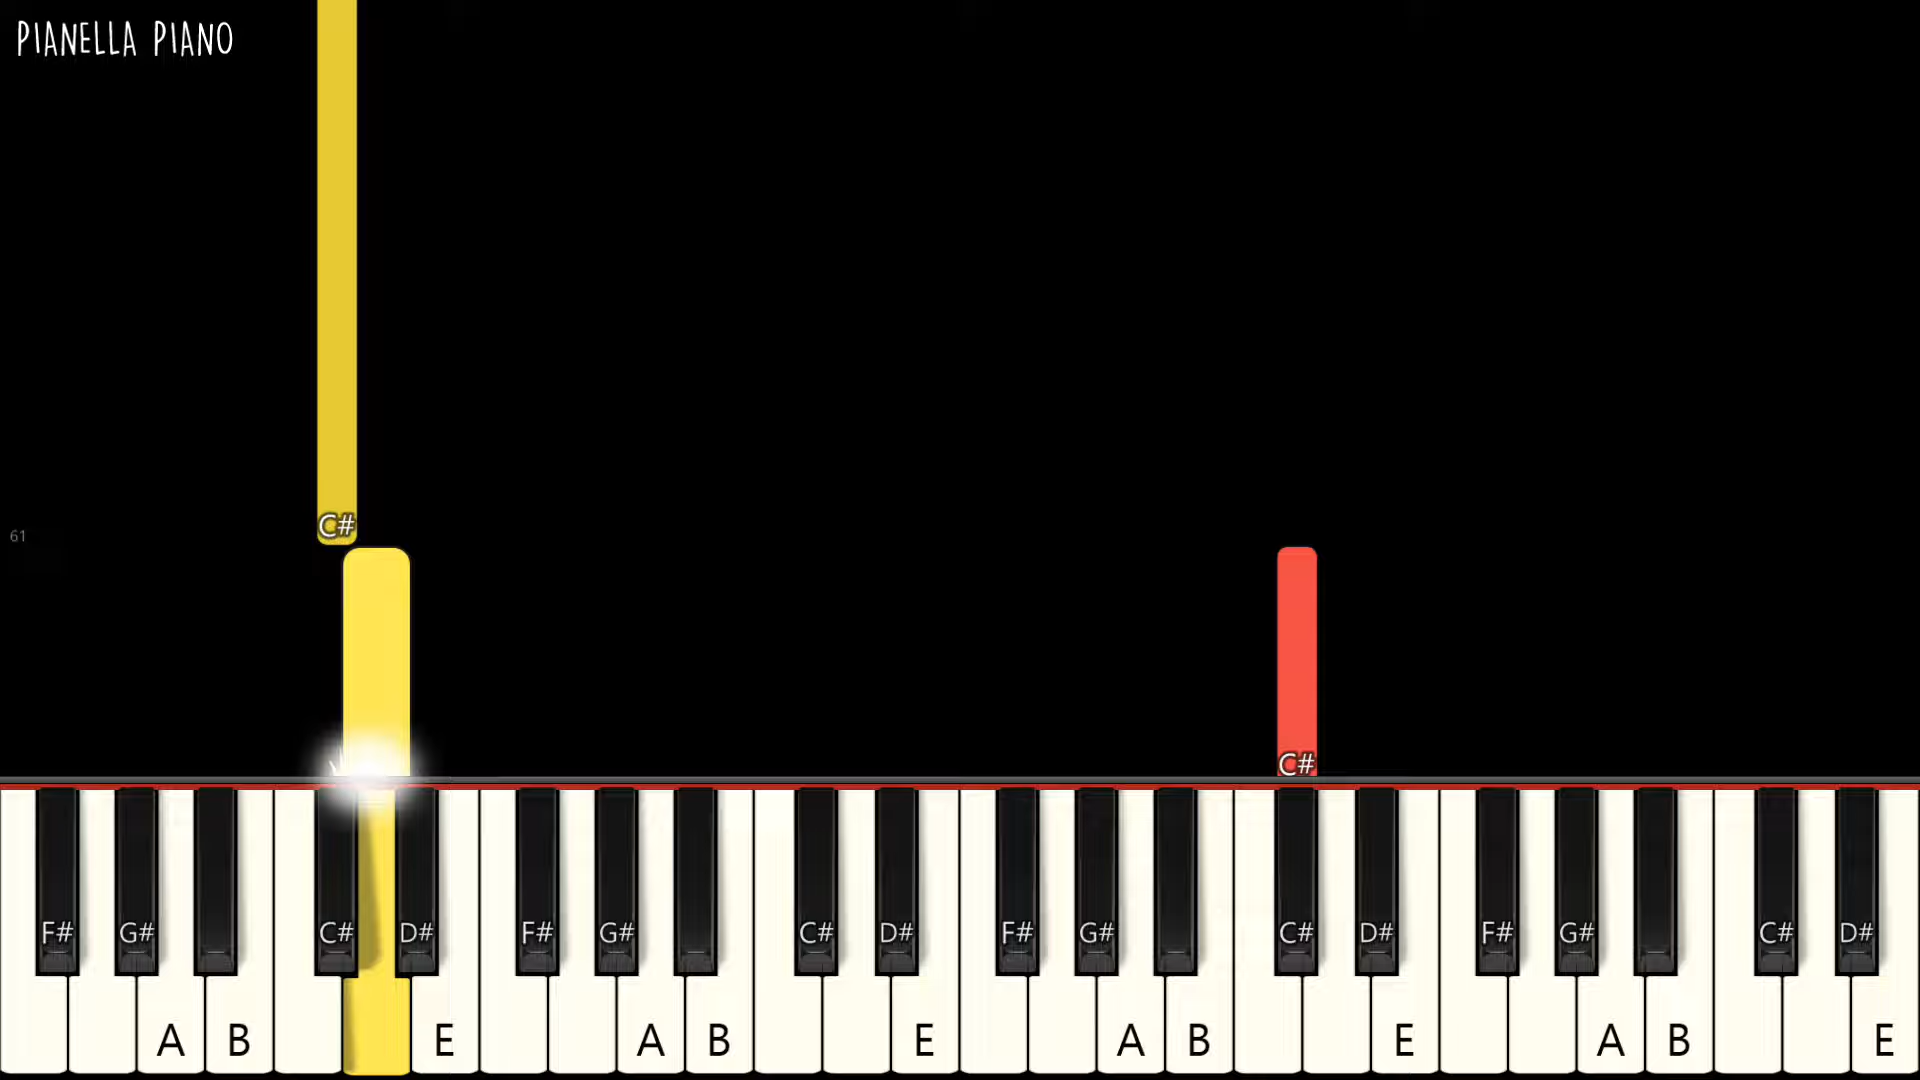 PIANELLA PIANO
C#
61
C#
F# G# C# D# F# G# C# D# F# G# C# D# F# G# C# D#
A B E A B E A B E A B E